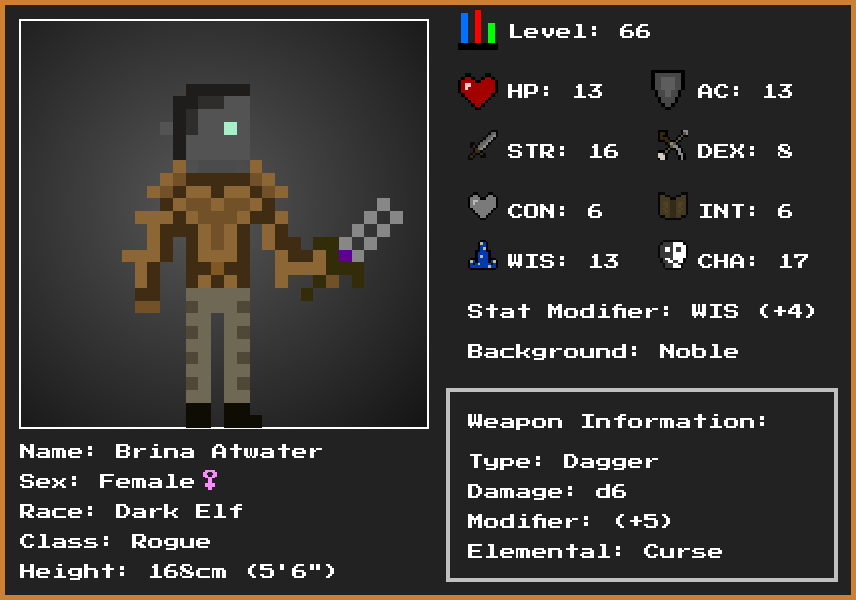 Level: 66
HP: 13
AC: 13
STR: 16
DEX: 8
CON: 6
INT: 6
WIS: 13
CHA: 17
Stat Modifier: WIS (+4)
Background: Noble
Weapon Information:
Type: Dagger
Damage: d6
Modifier: (+5)
Elemental: Curse
Name: Brina Atwater
Sex: Female♀
Race: Dark Elf
Class: Rogue
Height: 168cm (5'6")